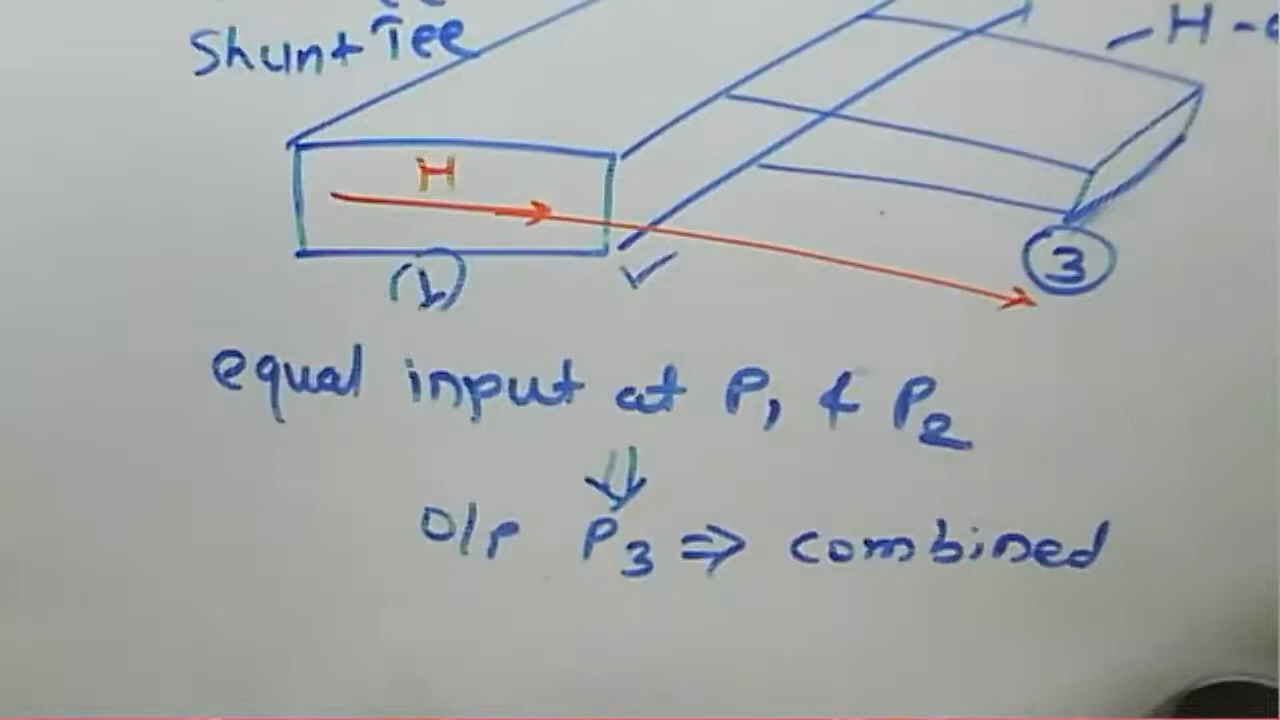 Shunt Tee
H -
H
(1)
3
equal input at P1 & P2
⇓
O/P P3 ⇒ combined